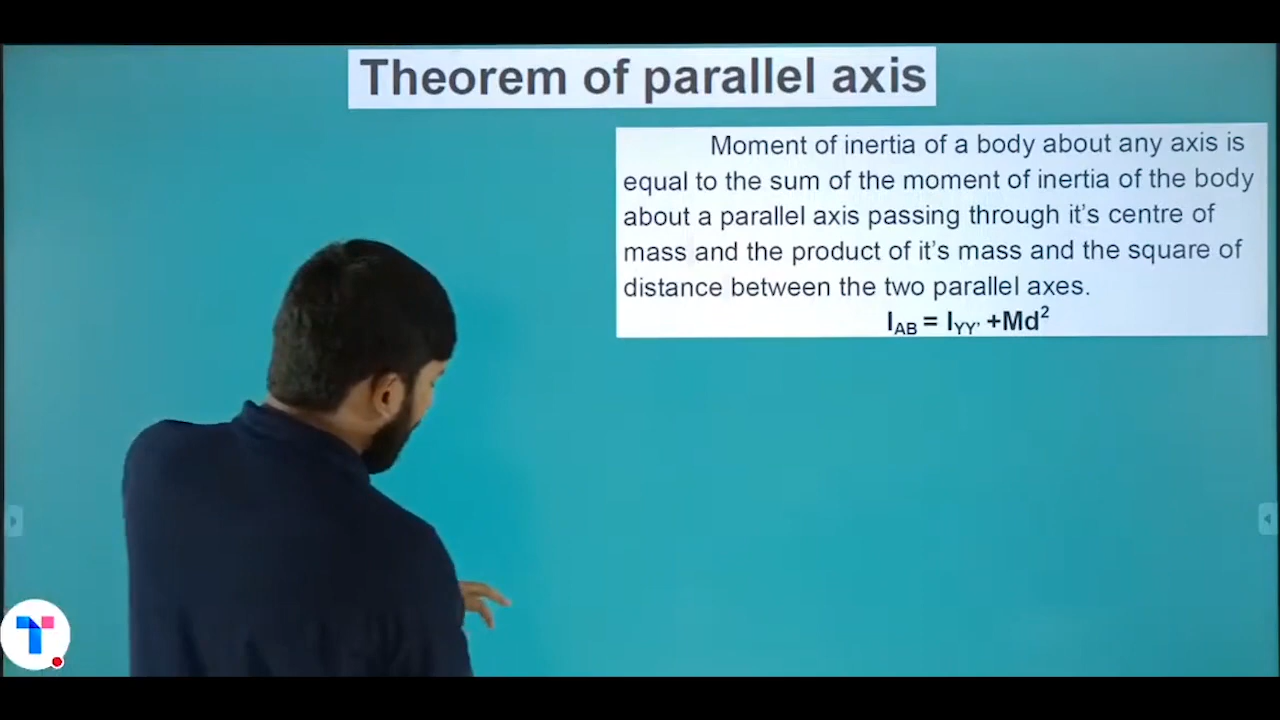 Theorem of parallel axis
Moment of inertia of a body about any axis is
equal to the sum of the moment of inertia of the body
about a parallel axis passing through it's centre of
mass and the product of it's mass and the square of
distance between the two parallel axes.
I_AB = I_YY' +Md²